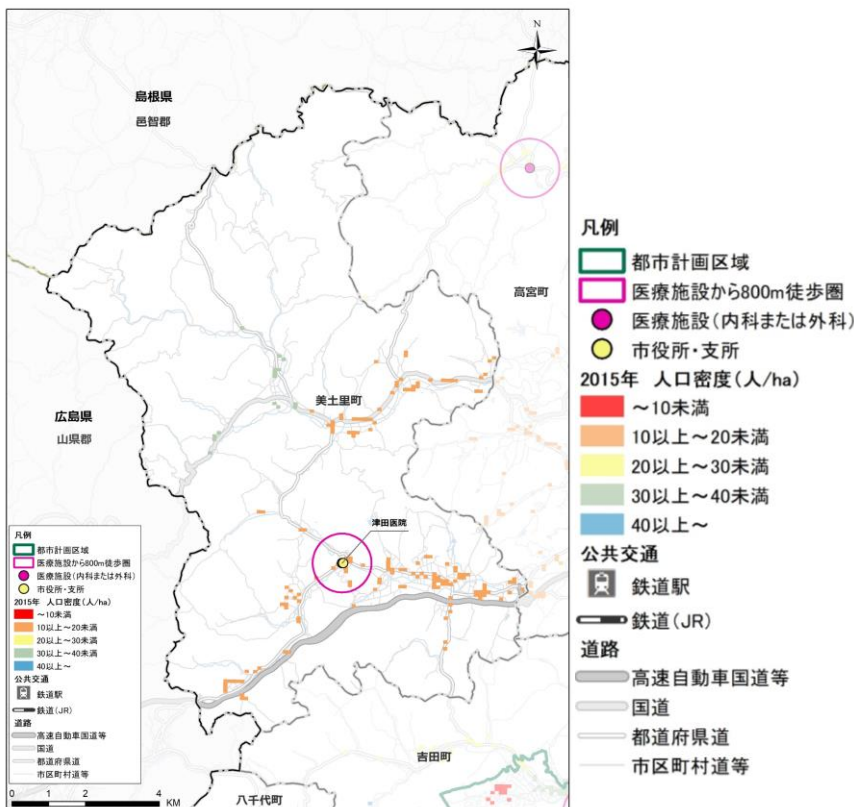 N
島根県
邑智郡
高宮町
美土里町
広島県
山県郡
津田医院
吉田町
八千代町
凡例
都市計画区域
医療施設から800m徒歩圏
医療施設(内科または外科)
市役所・支所
2015年 人口密度(人/ha)
～10未満
10以上～20未満
20以上～30未満
30以上～40未満
40以上～
公共交通
鉄道駅
鉄道(JR)
道路
高速自動車国道等
国道
都道府県道
市区町村道等
0 1 2 4
KM
凡例
都市計画区域
医療施設から800m徒歩圏
医療施設(内科または外科)
市役所・支所
2015年 人口密度(人/ha)
～10未満
10以上～20未満
20以上～30未満
30以上～40未満
40以上～
公共交通
鉄道駅
鉄道(JR)
道路
高速自動車国道等
国道
都道府県道
市区町村道等